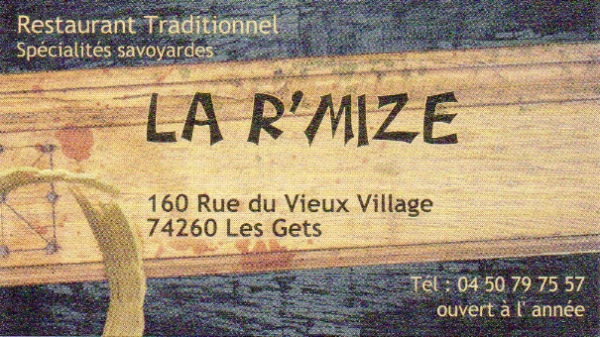 Restaurant Traditionnel
Spécialités savoyardes
LA R'MIZE
160 Rue du Vieux Village
74260 Les Gets
Tél : 04 50 79 75 57
ouvert à l' année